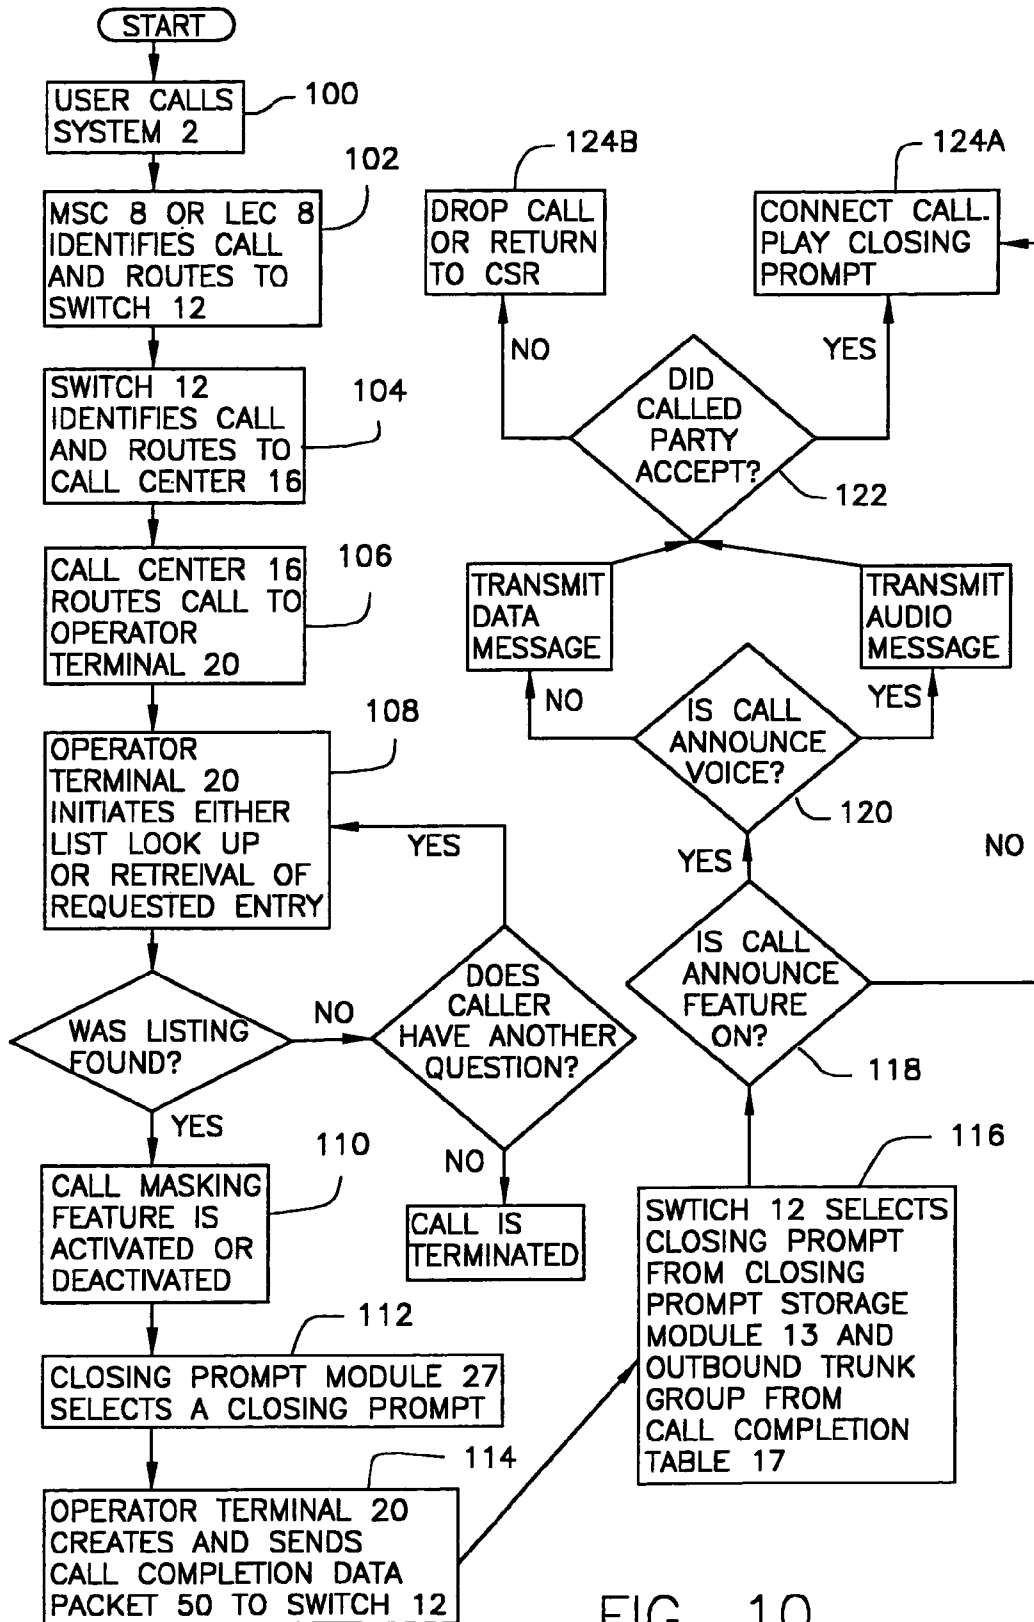 START
USER CALLS
SYSTEM 2
100
MSC 8 OR LEC 8
IDENTIFIES CALL
AND ROUTES TO
SWITCH 12
102
SWITCH 12
IDENTIFIES CALL
AND ROUTES TO
CALL CENTER 16
104
CALL CENTER 16
ROUTES CALL TO
OPERATOR
TERMINAL 20
106
OPERATOR
TERMINAL 20
INITIATES EITHER
LIST LOOK UP
OR RETREIVAL OF
REQUESTED ENTRY
108
YES
WAS LISTING
FOUND?
NO
DOES
CALLER
HAVE ANOTHER
QUESTION?
NO
CALL IS
TERMINATED
YES
CALL MASKING
FEATURE IS
ACTIVATED OR
DEACTIVATED
110
CLOSING PROMPT MODULE 27
SELECTS A CLOSING PROMPT
112
OPERATOR TERMINAL 20
CREATES AND SENDS
CALL COMPLETION DATA
PACKET 50 TO SWITCH 12
114
SWTICH 12 SELECTS
CLOSING PROMPT
FROM CLOSING
PROMPT STORAGE
MODULE 13 AND
OUTBOUND TRUNK
GROUP FROM
CALL COMPLETION
TABLE 17
116
IS CALL
ANNOUNCE
FEATURE
ON?
118
YES
NO
IS CALL
ANNOUNCE
VOICE?
120
NO
YES
TRANSMIT
DATA
MESSAGE
TRANSMIT
AUDIO
MESSAGE
DID
CALLED
PARTY
ACCEPT?
122
NO
YES
DROP CALL
OR RETURN
TO CSR
124B
CONNECT CALL.
PLAY CLOSING
PROMPT
124A
FIG. 10